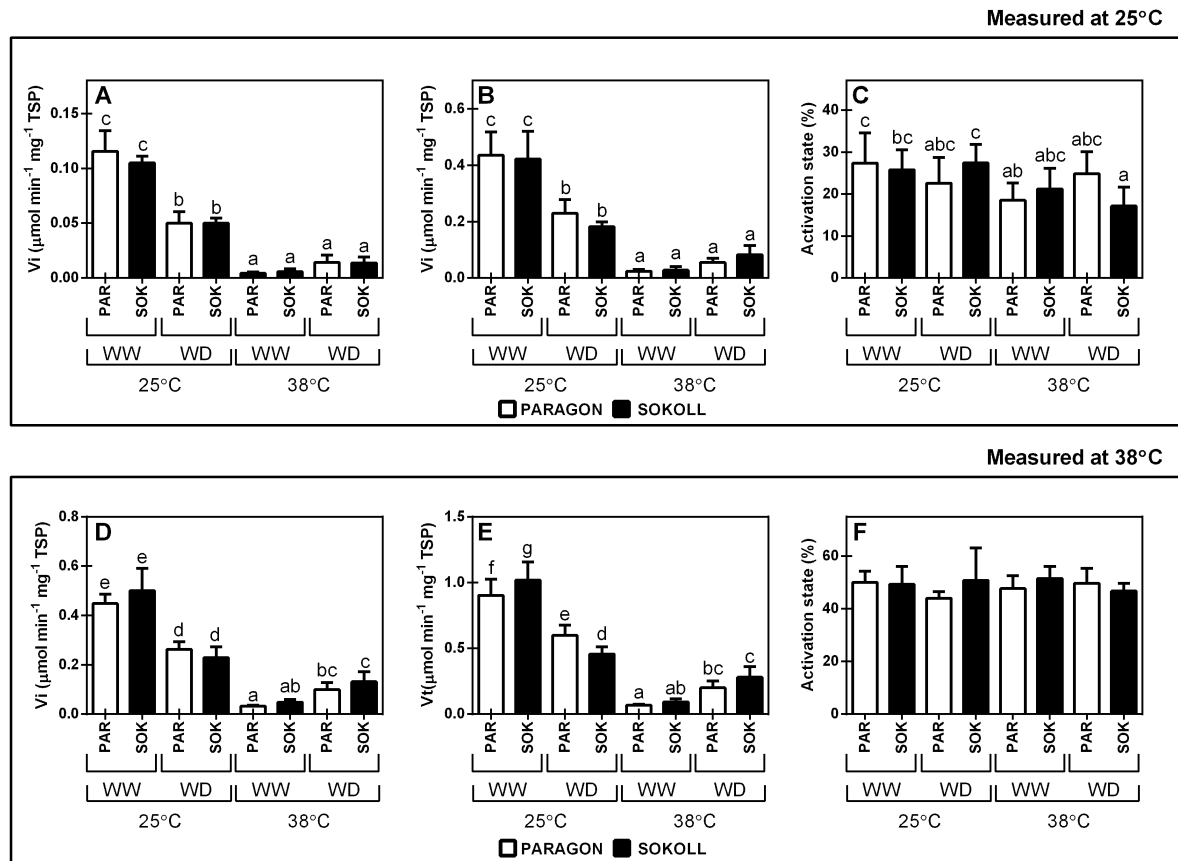 Measured at 25°C
A
Vi (µmol min-1 mg-1 TSP)
0.15
0.10
0.05
0.00
c
c
b
b
a
a
a
a
PAR
SOK
PAR
SOK
PAR
SOK
PAR
SOK
WW
WD
WW
WD
25°C
38°C
B
Vi (µmol min-1 mg-1 TSP)
0.6
0.4
0.2
0.0
c
c
b
b
a
a
a
a
PAR
SOK
PAR
SOK
PAR
SOK
PAR
SOK
WW
WD
WW
WD
25°C
38°C
C
Activation state (%)
40
30
20
10
0
c
bc
abc
c
ab
abc
abc
a
PAR
SOK
PAR
SOK
PAR
SOK
PAR
SOK
WW
WD
WW
WD
25°C
38°C
PARAGON SOKOLL
Measured at 38°C
D
Vi (µmol min-1 mg-1 TSP)
0.8
0.6
0.4
0.2
0.0
e
e
d
d
a
ab
bc
c
PAR
SOK
PAR
SOK
PAR
SOK
PAR
SOK
WW
WD
WW
WD
25°C
38°C
E
Vt(µmol min-1 mg-1 TSP)
1.5
1.0
0.5
0.0
f
g
e
d
a
ab
bc
c
PAR
SOK
PAR
SOK
PAR
SOK
PAR
SOK
WW
WD
WW
WD
25°C
38°C
F
Activation state (%)
60
40
20
0
PAR
SOK
PAR
SOK
PAR
SOK
PAR
SOK
WW
WD
WW
WD
25°C
38°C
PARAGON SOKOLL